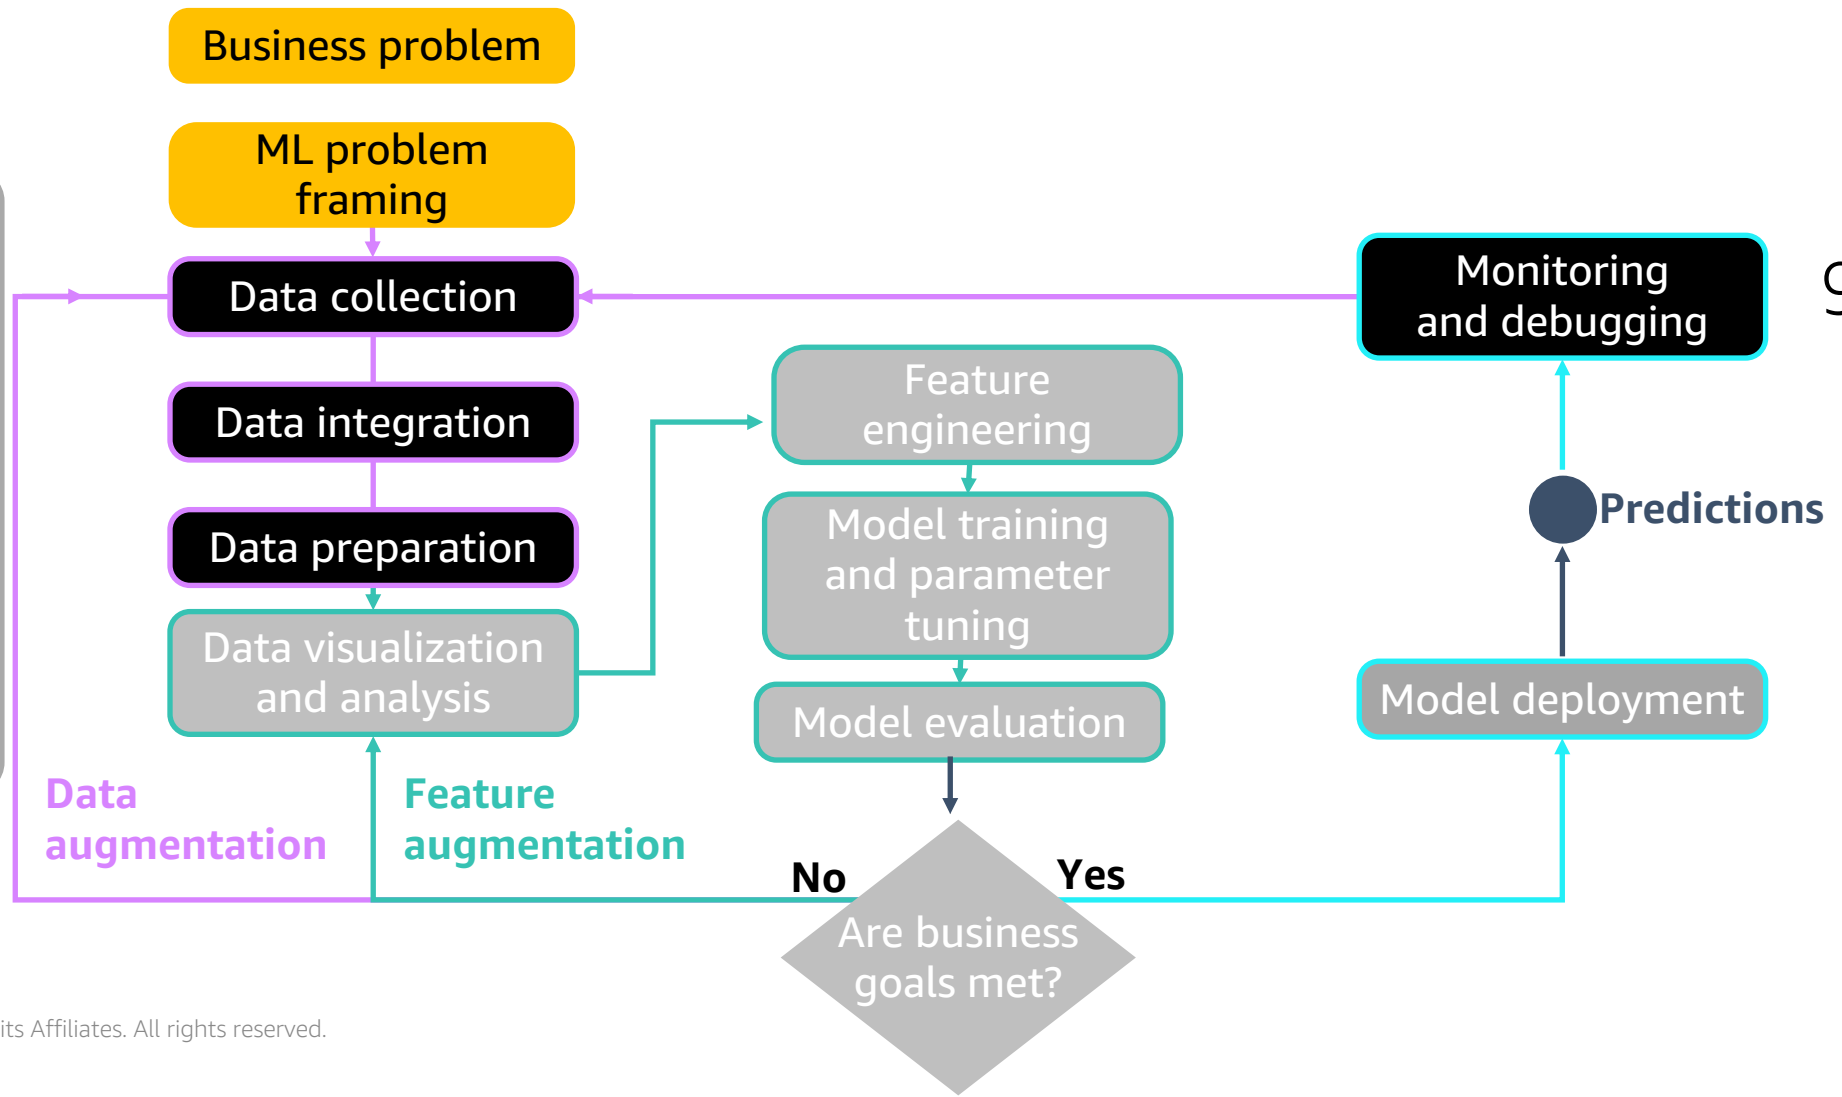 Business problem
ML problem
framing
Data collection
Data integration
Data preparation
Data visualization
and analysis
Data
augmentation
Feature
augmentation
Feature
engineering
Model training
and parameter
tuning
Model evaluation
No
Yes
Are business
goals met?
Monitoring
and debugging
Predictions
Model deployment
its Affiliates. All rights reserved.